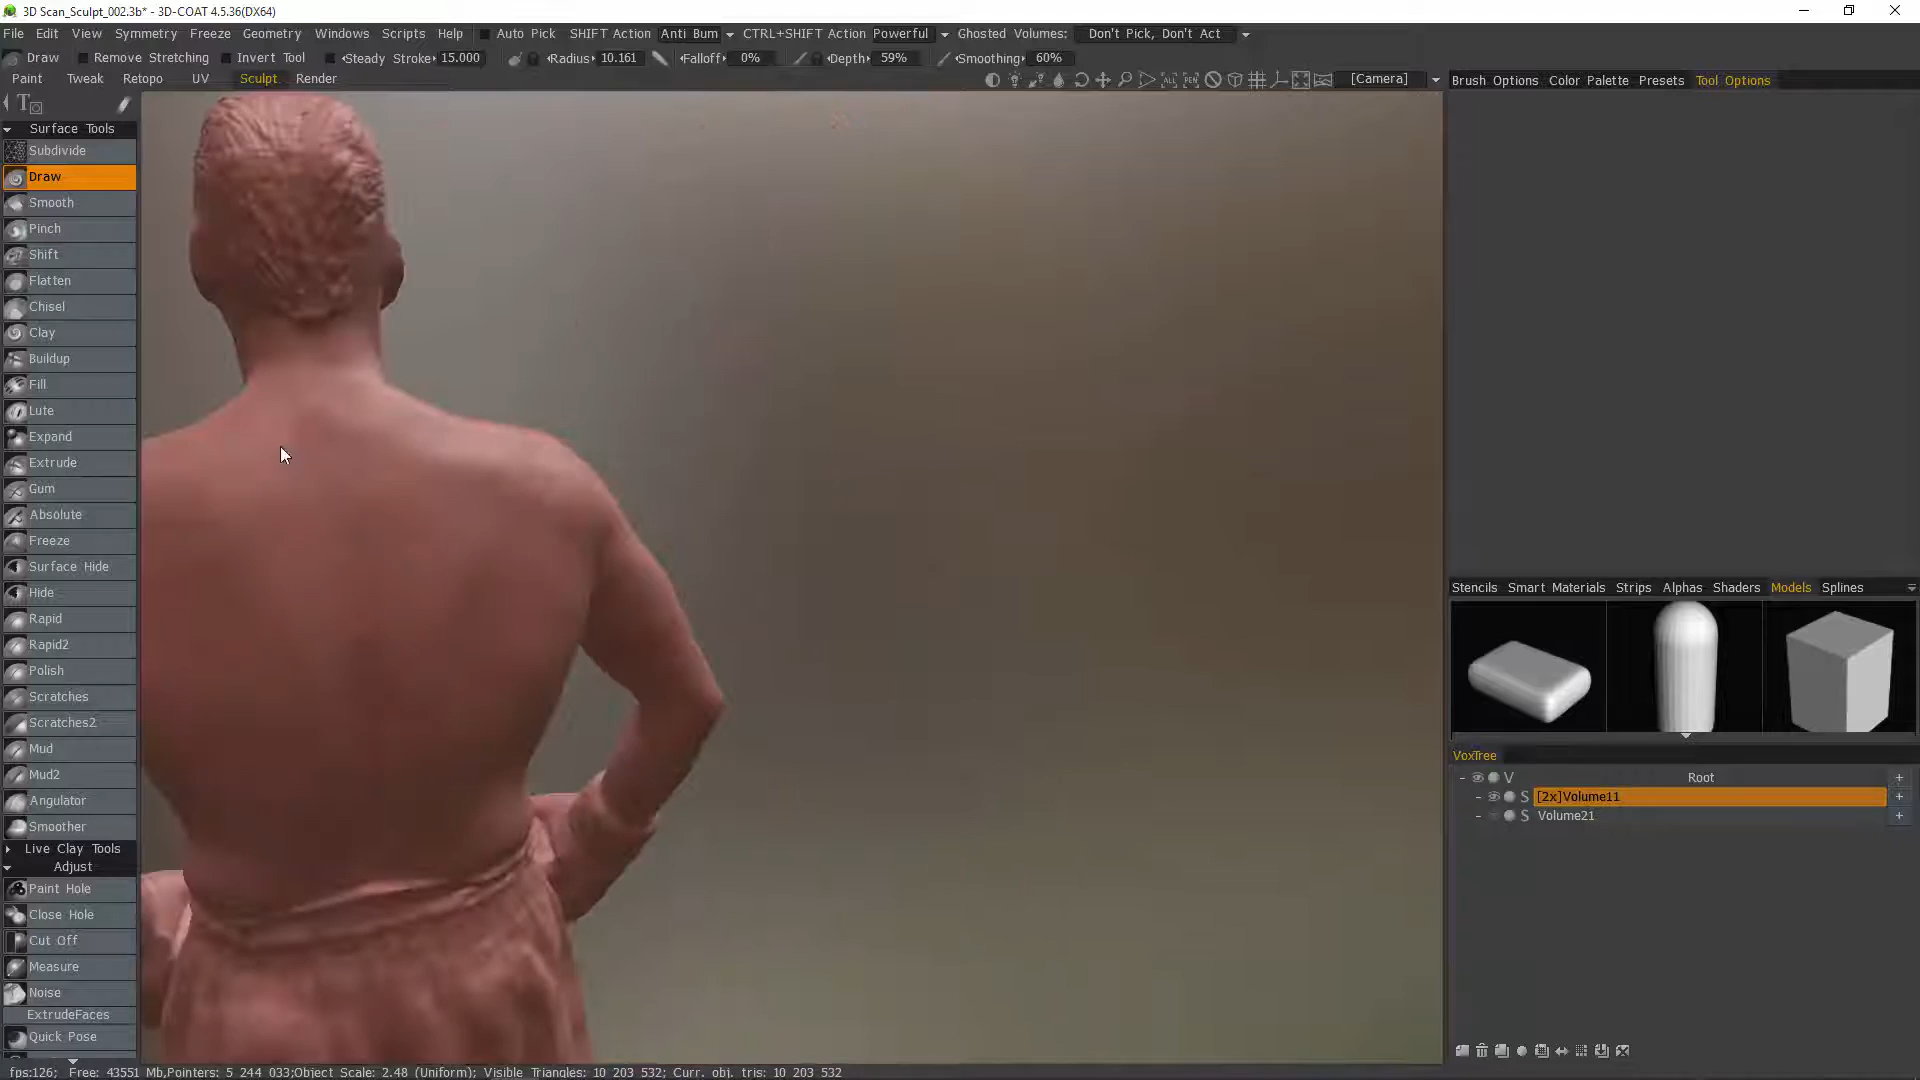 3D Scan_Sculpt_002.3b* - 3D-COAT 4.5.36(DX64)
File Edit View Symmetry Freeze Geometry Windows Scripts Help Auto Pick SHIFT Action Anti Bum CTRL+SHIFT Action Powerful Ghosted Volumes: Don't Pick, Don't Act
Draw Remove Stretching Invert Tool Steady Stroke 15.000 Radius 10.161 Falloff 0% Depth 59% Smoothing 60%
Paint Tweak Retopo UV Sculpt Render ALL PEN [Camera] Brush Options Color Palette Presets Tool Options
Surface Tools
Subdivide
Draw
Smooth
Pinch
Shift
Flatten
Chisel
Clay
Buildup
Fill
Lute
Expand
Extrude
Gum
Absolute
Freeze
Surface Hide
Hide
Rapid
Rapid2
Polish
Scratches
Scratches2
Mud
Mud2
Angulator
Smoother
Live Clay Tools
Adjust
Paint Hole
Close Hole
Cut Off
Measure
Noise
ExtrudeFaces
Quick Pose
Stencils Smart Materials Strips Alphas Shaders Models Splines
VoxTree
- V Root +
- S [2x]Volume11 +
- S Volume21 +
fps:126; Free: 43551 Mb,Pointers: 5 244 033;Object Scale: 2.48 (Uniform); Visible Triangles: 10 203 532; Curr. obj. tris: 10 203 532